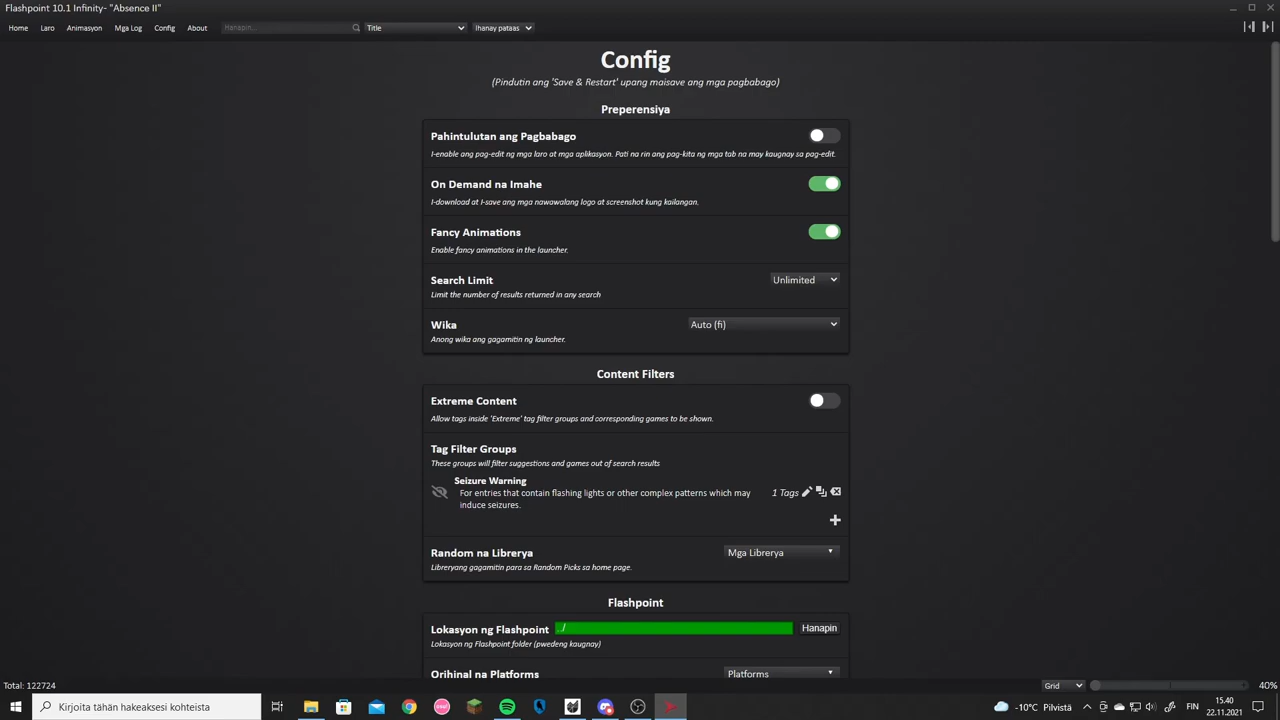 Flashpoint 10.1 Infinity- "Absence II"
Home Laro Animasyon Mga Log Config About Hanapin... Title Ihanay pataas
Config
(Pindutin ang 'Save & Restart' upang maisave ang mga pagbabago)
Preperensiya
Pahintulutan ang Pagbabago
I-enable ang pag-edit ng mga laro at mga aplikasyon. Pati na rin ang pag-kita ng mga tab na may kaugnay sa pag-edit.
On Demand na Imahe
I-download at I-save ang mga nawawalang logo at screenshot kung kailangan.
Fancy Animations
Enable fancy animations in the launcher.
Search Limit Unlimited
Limit the number of results returned in any search
Wika Auto (fi)
Anong wika ang gagamitin ng launcher.
Content Filters
Extreme Content
Allow tags inside 'Extreme' tag filter groups and corresponding games to be shown.
Tag Filter Groups
These groups will filter suggestions and games out of search results
Seizure Warning
For entries that contain flashing lights or other complex patterns which may 1 Tags
induce seizures.
Random na Librerya Mga Librerya
Libreryang gagamitin para sa Random Picks sa home page.
Flashpoint
Lokasyon ng Flashpoint ../ Hanapin
Lokasyon ng Flashpoint folder (pwedeng kaugnay)
Orihinal na Platforms Platforms
Total: 122724 Grid 40%
Kirjoita tähän hakeaksesi kohteista -10°C Pilvistä FIN 15.40
22.11.2021